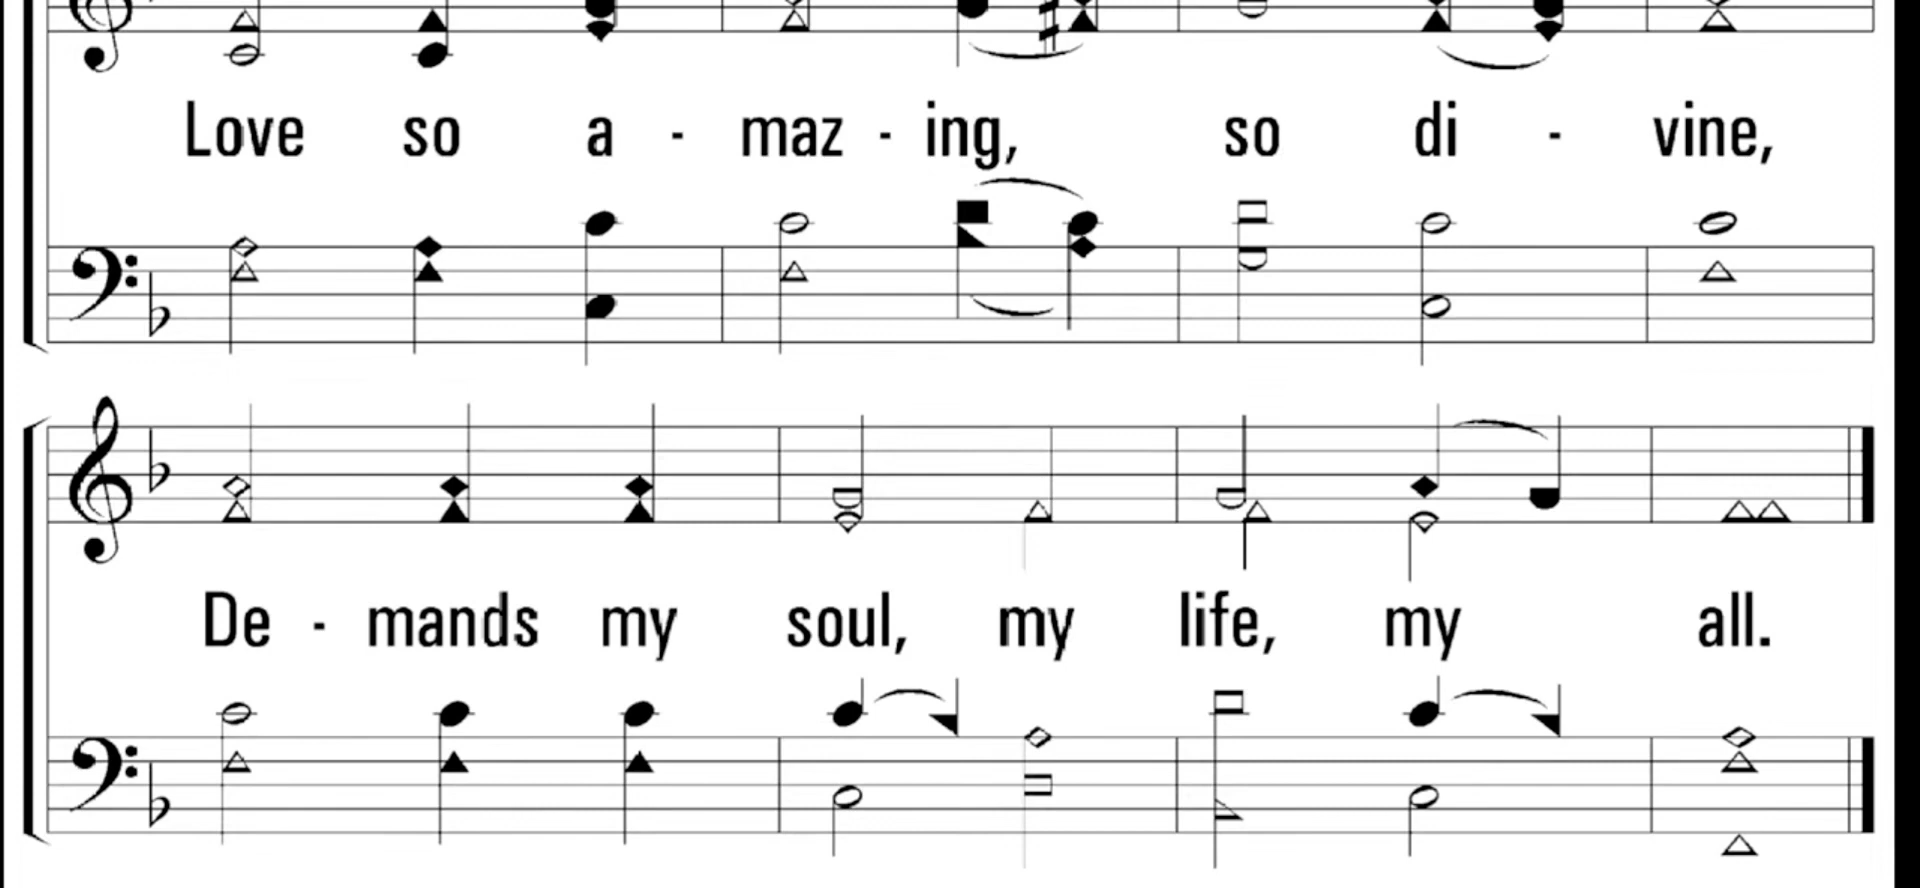 Love so a - maz - ing, so di - vine,
De - mands my soul, my life, my all.